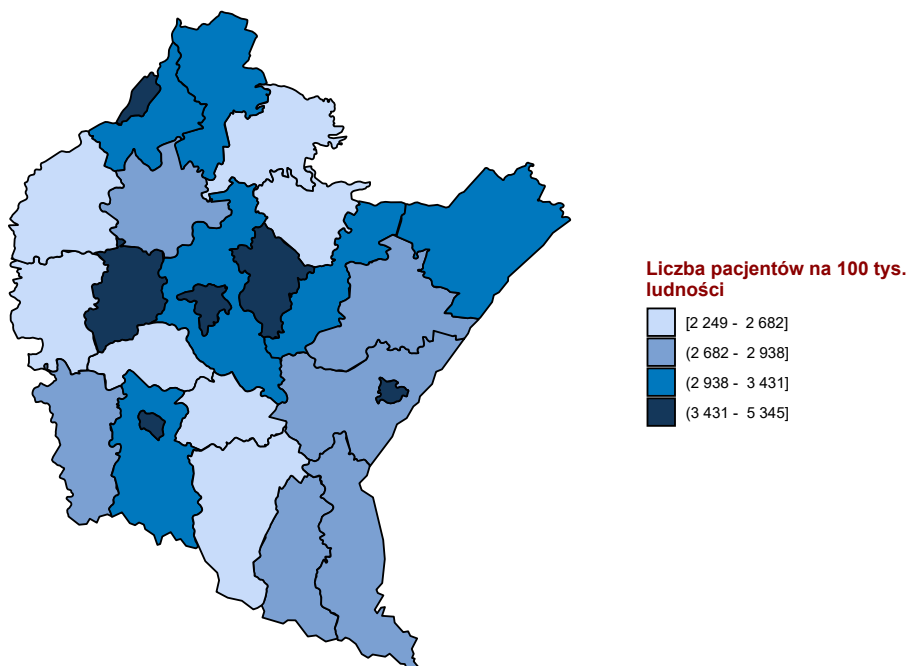 Liczba pacjentów na 100 tys.
ludności
[2 249 - 2 682]
(2 682 - 2 938]
(2 938 - 3 431]
(3 431 - 5 345]